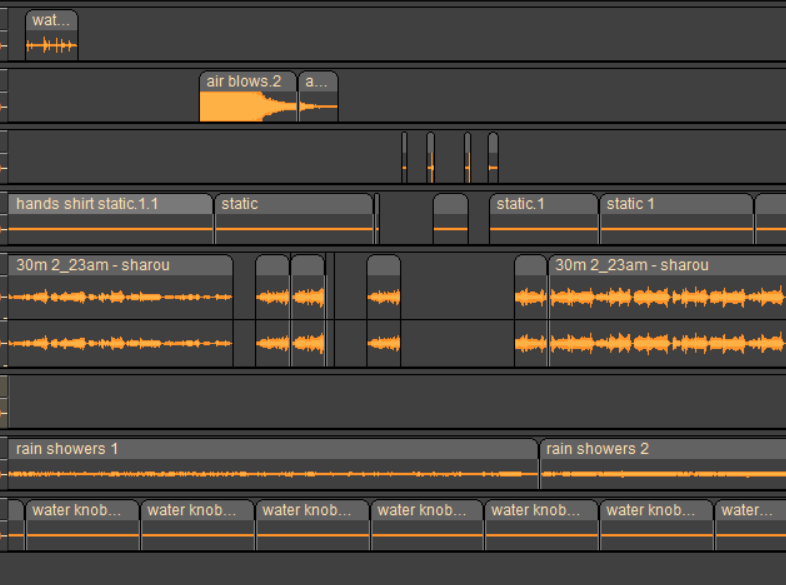 wat...
air blows.2 a...
hands shirt static.1.1 static static.1 static 1
30m 2_23am - sharou 30m 2_23am - sharou
rain showers 1 rain showers 2
water knob... water knob... water knob... water knob... water knob... water knob... water...